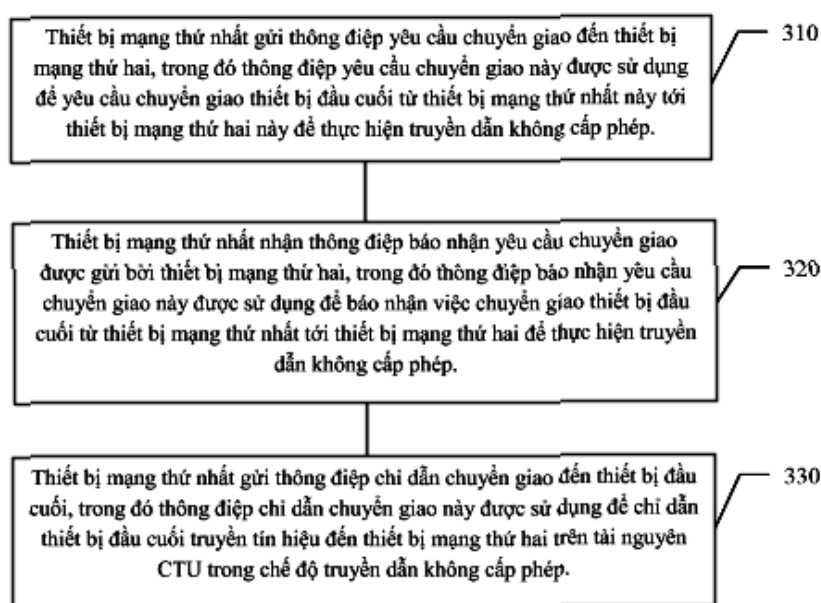 Thiết bị mạng thứ nhất gửi thông điệp yêu cầu chuyển giao đến thiết bị
mạng thứ hai, trong đó thông điệp yêu cầu chuyển giao này được sử dụng
để yêu cầu chuyển giao thiết bị đầu cuối từ thiết bị mạng thứ nhất này tới
thiết bị mạng thứ hai này để thực hiện truyền dẫn không cấp phép.
310
Thiết bị mạng thứ nhất nhận thông điệp báo nhận yêu cầu chuyển giao
được gửi bởi thiết bị mạng thứ hai, trong đó thông điệp báo nhận yêu cầu
chuyển giao này được sử dụng để báo nhận việc chuyển giao thiết bị đầu
cuối từ thiết bị mạng thứ nhất tới thiết bị mạng thứ hai để thực hiện truyền
dẫn không cấp phép.
320
Thiết bị mạng thứ nhất gửi thông điệp chỉ dẫn chuyển giao đến thiết bị đầu
cuối, trong đó thông điệp chỉ dẫn chuyển giao này được sử dụng để chỉ dẫn
thiết bị đầu cuối truyền tín hiệu đến thiết bị mạng thứ hai trên tài nguyên
CTU trong chế độ truyền dẫn không cấp phép.
330